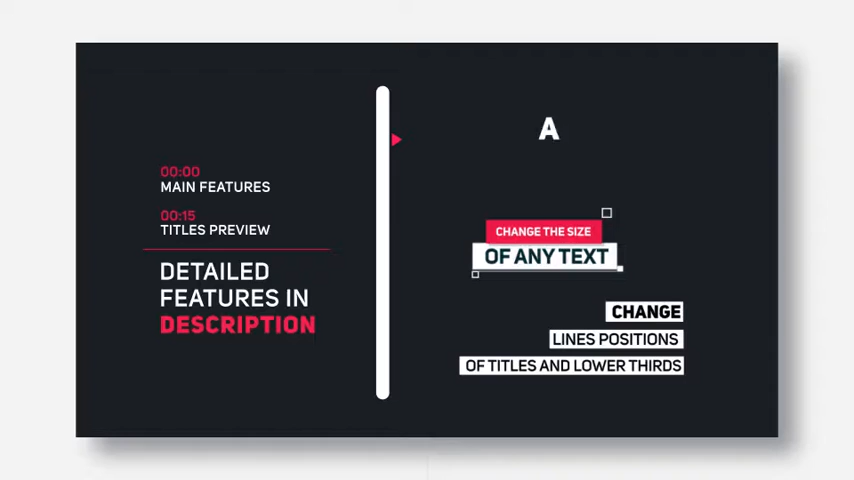 00:00
MAIN FEATURES
00:15
TITLES PREVIEW
DETAILED
FEATURES IN
DESCRIPTION
A
CHANGE THE SIZE
OF ANY TEXT
CHANGE
LINES POSITIONS
OF TITLES AND LOWER THIRDS